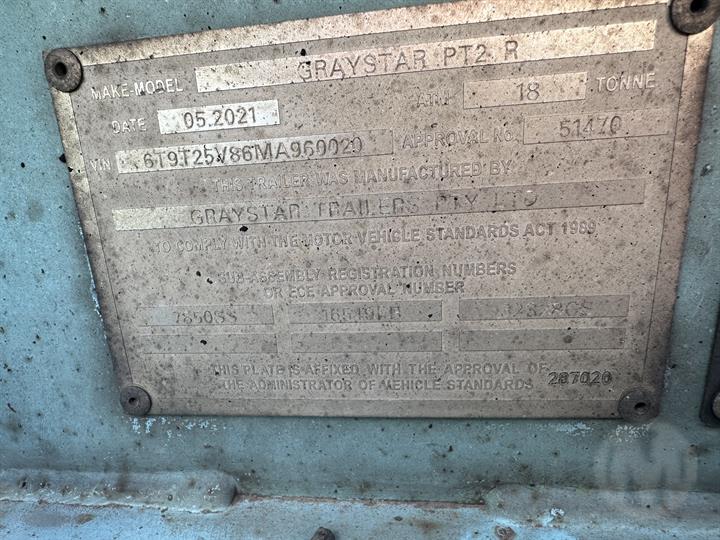 MAKE-MODEL GRAYSTAR PT2 R
DATE 05.2021 ATM 18 TONNE
VIN 6T9T25V86MA960020 APPROVAL No. 51470
THIS TRAILER WAS MANUFACTURED BY
GRAYSTAR TRAILERS PTY LTD
TO COMPLY WITH THE MOTOR VEHICLE STANDARDS ACT 1989
SUB-ASSEMBLY REGISTRATION NUMBERS
OR ECE APPROVAL NUMBER
7850SS
THIS PLATE IS AFFIXED WITH THE APPROVAL OF
THE ADMINISTRATOR OF VEHICLE STANDARDS 287020
M